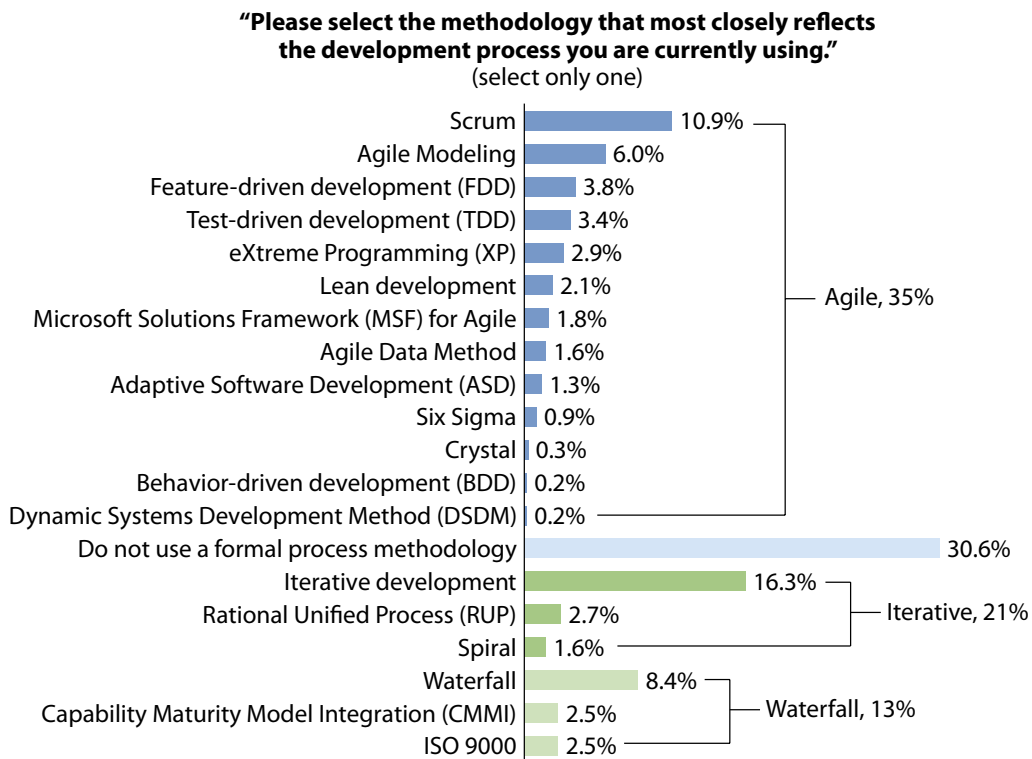 “Please select the methodology that most closely reflects
the development process you are currently using.”
(select only one)
Scrum 10.9%
Agile Modeling 6.0%
Feature-driven development (FDD) 3.8%
Test-driven development (TDD) 3.4%
eXtreme Programming (XP) 2.9%
Lean development 2.1%
Agile, 35%
Microsoft Solutions Framework (MSF) for Agile 1.8%
Agile Data Method 1.6%
Adaptive Software Development (ASD) 1.3%
Six Sigma 0.9%
Crystal 0.3%
Behavior-driven development (BDD) 0.2%
Dynamic Systems Development Method (DSDM) 0.2%
Do not use a formal process methodology 30.6%
Iterative development 16.3%
Rational Unified Process (RUP) 2.7%
Iterative, 21%
Spiral 1.6%
Waterfall 8.4%
Capability Maturity Model Integration (CMMI) 2.5%
Waterfall, 13%
ISO 9000 2.5%